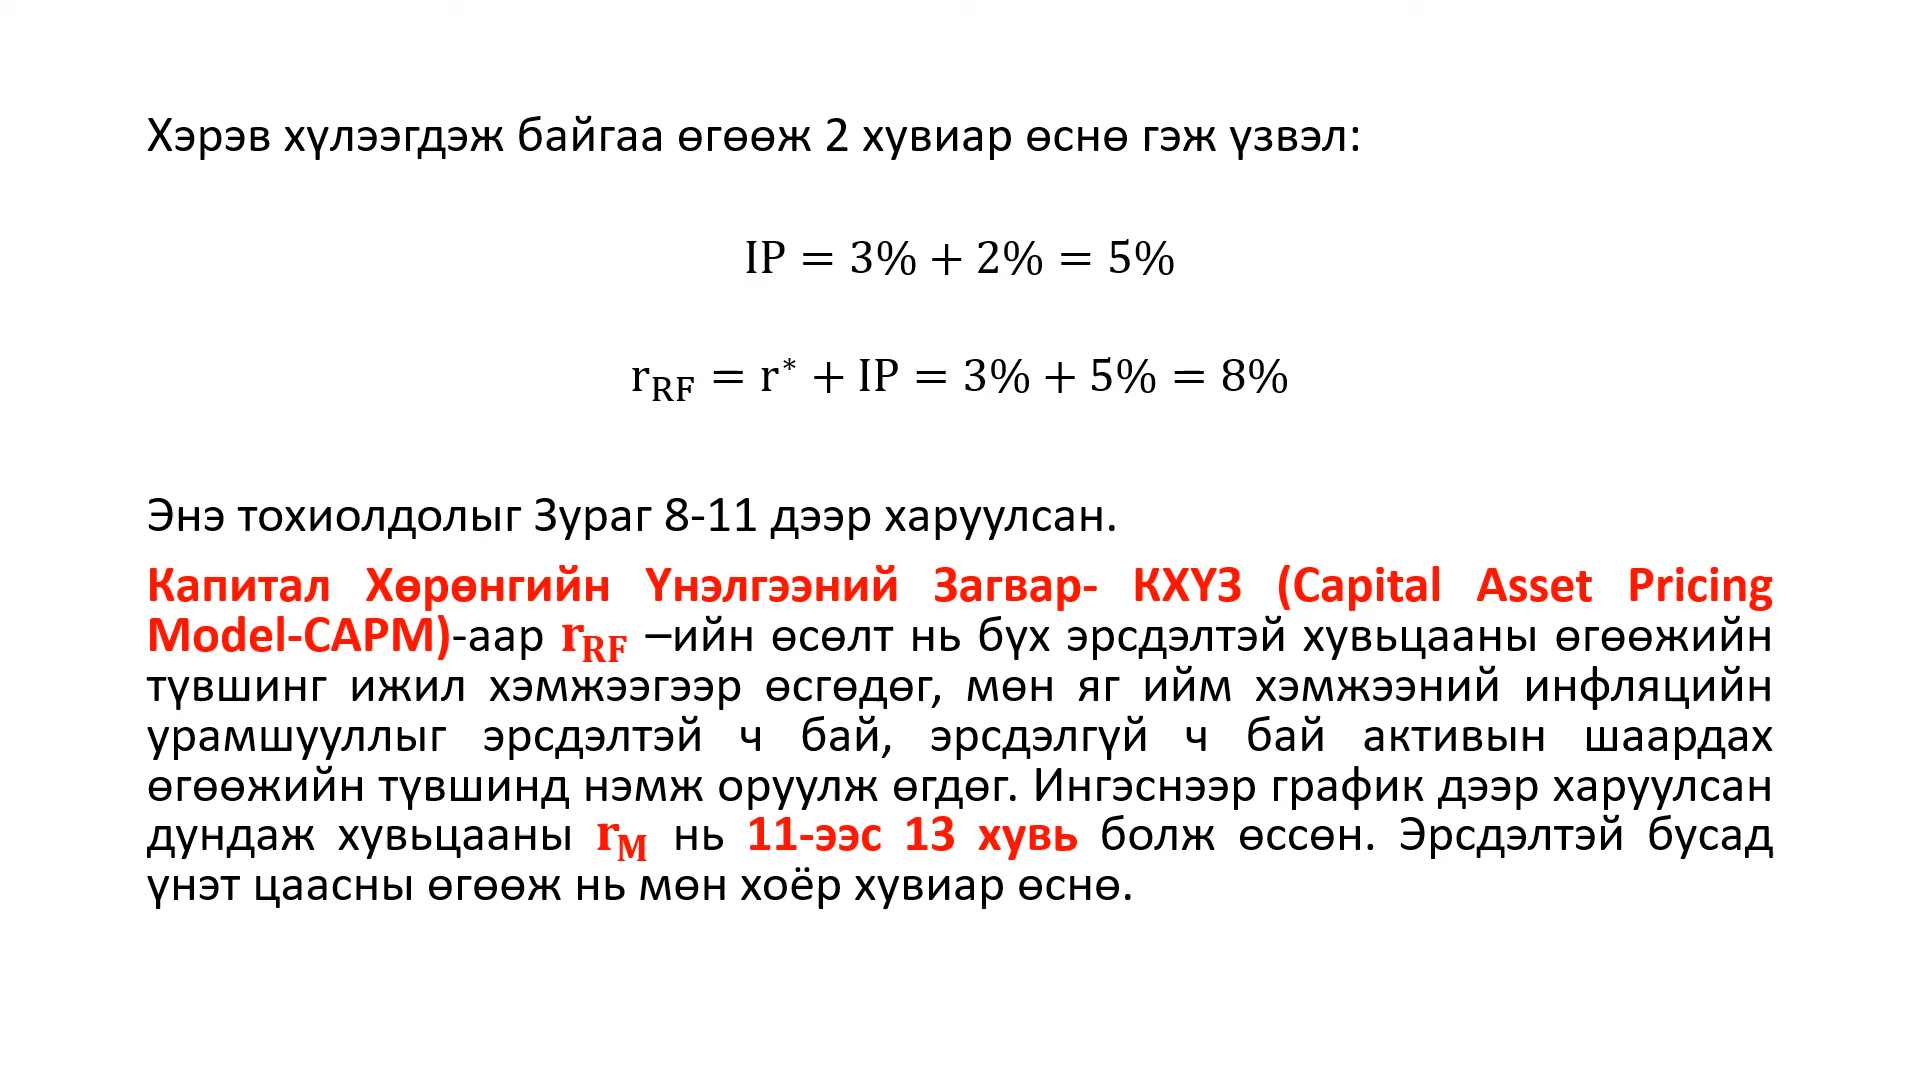 Хэрэв хүлээгдэж байгаа өгөөж 2 хувиар өснө гэж үзвэл:
IP = 3% + 2% = 5%
r_RF = r* + IP = 3% + 5% = 8%
Энэ тохиолдолыг Зураг 8-11 дээр харуулсан.
Капитал Хөрөнгийн Үнэлгээний Загвар- КХҮЗ (Capital Asset Pricing
Model-CAPM)-аар r_RF –ийн өсөлт нь бүх эрсдэлтэй хувьцааны өгөөжийн
түвшинг ижил хэмжээгээр өсгөдөг, мөн яг ийм хэмжээний инфляцийн
урамшууллыг эрсдэлтэй ч бай, эрсдэлгүй ч бай активын шаардах
өгөөжийн түвшинд нэмж оруулж өгдөг. Ингэснээр график дээр харуулсан
дундаж хувьцааны r_M нь 11-ээс 13 хувь болж өссөн. Эрсдэлтэй бусад
үнэт цаасны өгөөж нь мөн хоёр хувиар өснө.